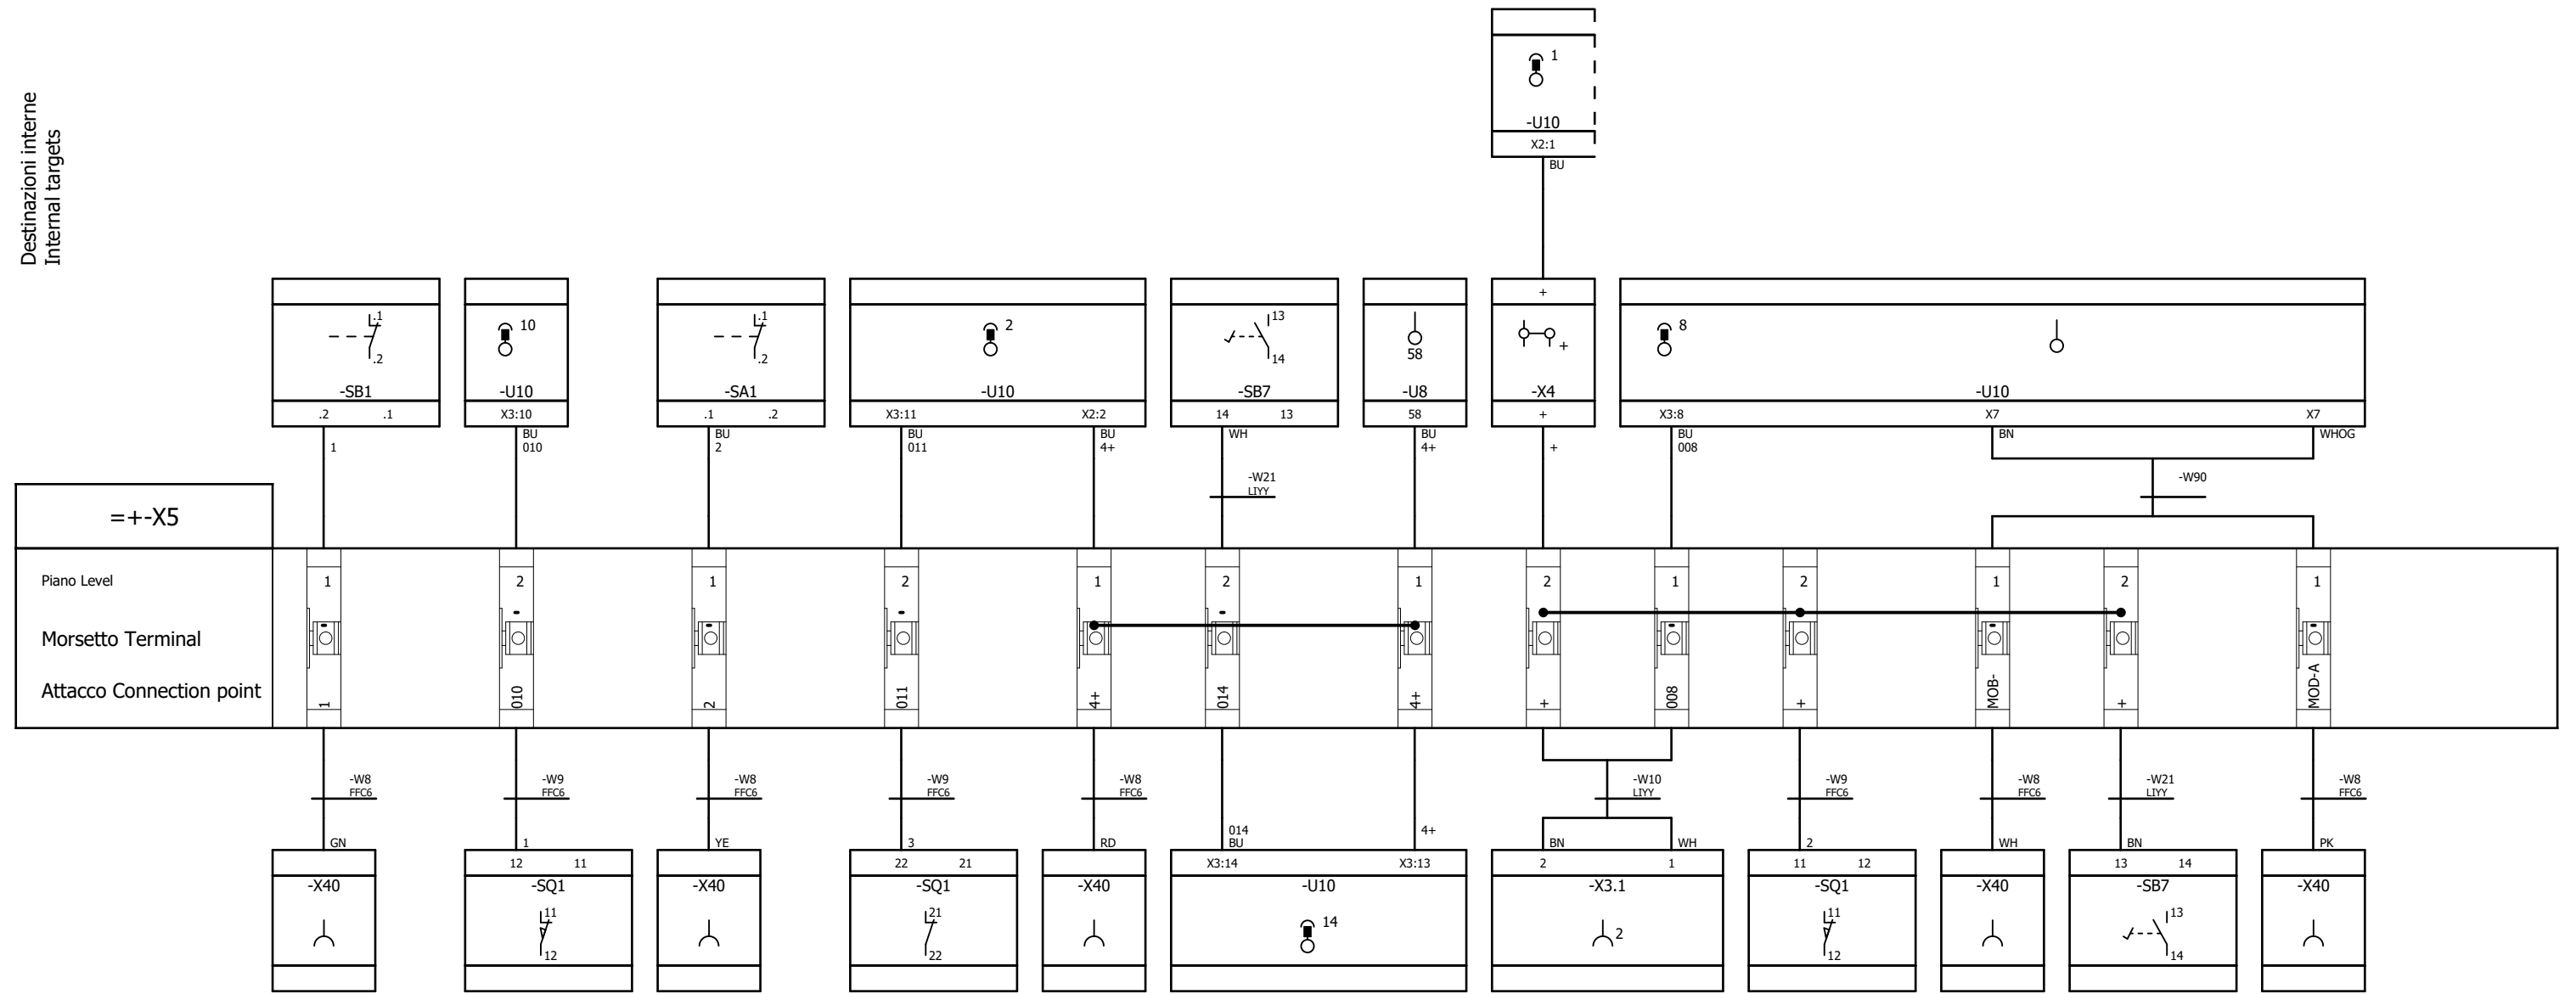 Destinazioni interne
Internal targets
1
-U10
X2:1
BU
+
.1
.2
-SB1
.2 .1
1
10
-U10
X3:10
BU
010
.1
.2
-SA1
.1 .2
BU
2
2
-U10
X3:11 X2:2
BU
011
BU
4+
13
14
-SB7
14 13
WH
-W21
LIYY
58
-U8
58
BU
4+
+
-X4
+
+
8
-U10
X3:8 X7 X7
BU
008
BN
WHOG
-W90
=+-X5
Piano Level
1 2 1 2 1 2 1 2 1 2 1 2 1
Morsetto Terminal
Attacco Connection point
1 010 2 011 4+ 014 4+ + 008 + MOB- + MOD-A
-W8
FFC6
GN
-X40
-W9
FFC6
1
12 11
-SQ1
11
12
-W8
FFC6
YE
-X40
-W9
FFC6
3
22 21
-SQ1
21
22
-W8
FFC6
RD
-X40
014
BU
4+
X3:14 X3:13
-U10
14
-W10
LIYY
BN WH
2 1
-X3.1
2
-W9
FFC6
2
11 12
-SQ1
11
12
-W8
FFC6
WH
-X40
-W21
LIYY
BN
13 14
-SB7
13
14
-W8
FFC6
PK
-X40